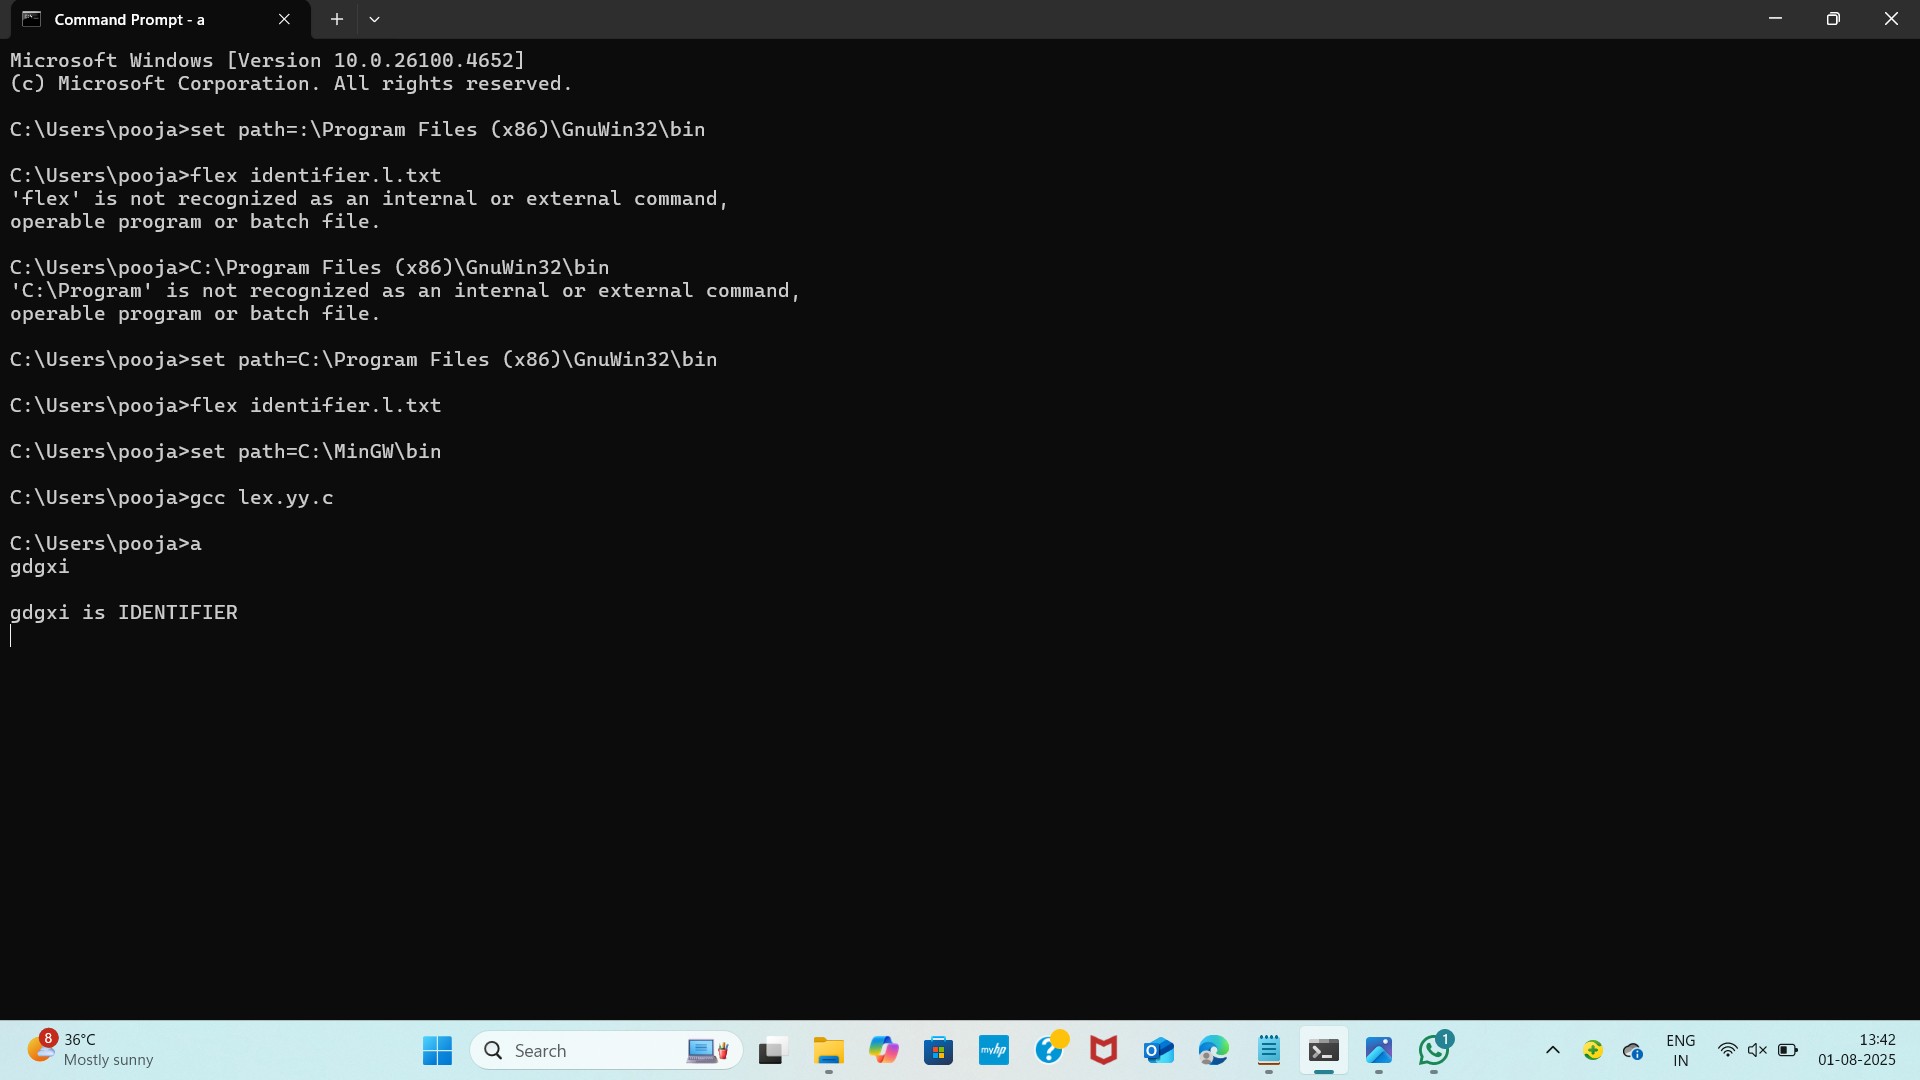 Command Prompt - a
Microsoft Windows [Version 10.0.26100.4652]
(c) Microsoft Corporation. All rights reserved.
C:\Users\pooja>set path=:\Program Files (x86)\GnuWin32\bin
C:\Users\pooja>flex identifier.l.txt
'flex' is not recognized as an internal or external command,
operable program or batch file.
C:\Users\pooja>C:\Program Files (x86)\GnuWin32\bin
'C:\Program' is not recognized as an internal or external command,
operable program or batch file.
C:\Users\pooja>set path=C:\Program Files (x86)\GnuWin32\bin
C:\Users\pooja>flex identifier.l.txt
C:\Users\pooja>set path=C:\MinGW\bin
C:\Users\pooja>gcc lex.yy.c
C:\Users\pooja>a
gdgxi
gdgxi is IDENTIFIER
8
36°C
Mostly sunny
Search
myhp
1
ENG
IN
13:42
01-08-2025